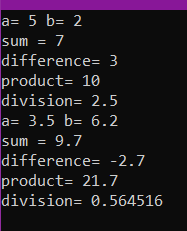 a= 5 b= 2
sum = 7
difference= 3
product= 10
division= 2.5
a= 3.5 b= 6.2
sum = 9.7
difference= -2.7
product= 21.7
division= 0.564516